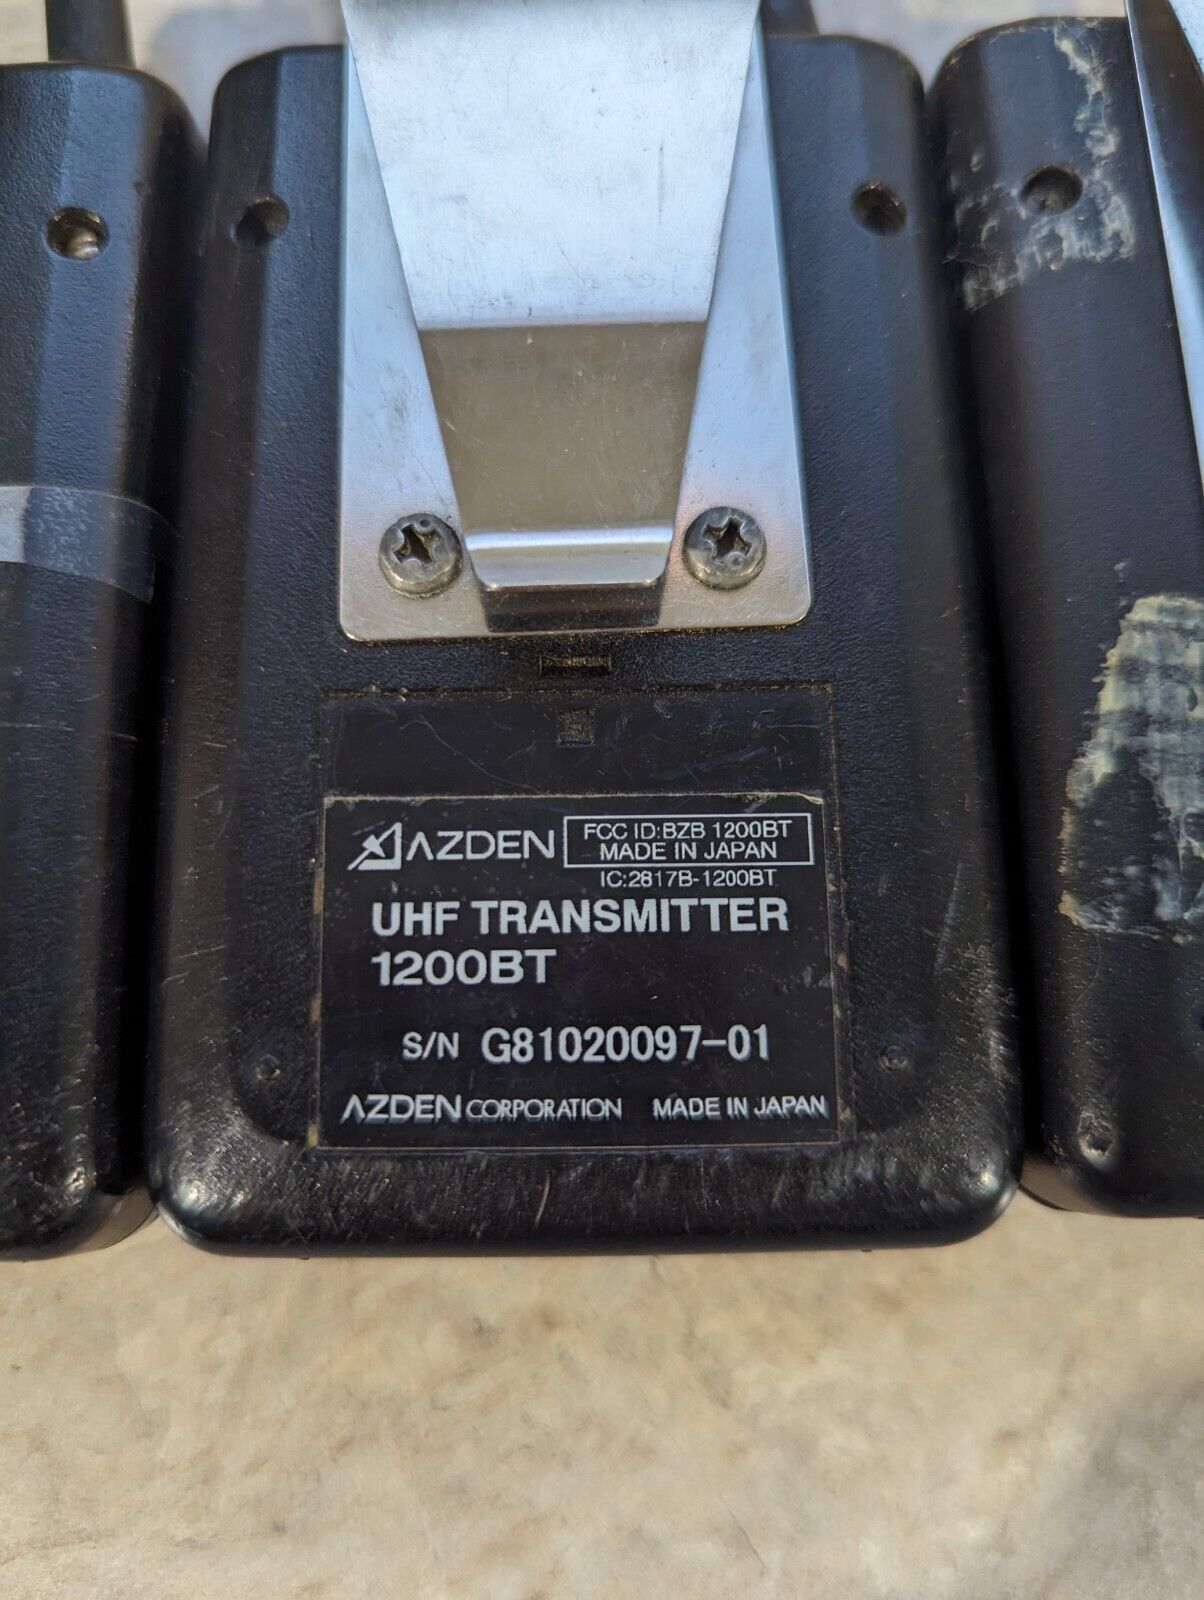 AZDEN
FCC ID:BZB 1200BT
MADE IN JAPAN
IC:2817B-1200BT
UHF TRANSMITTER
1200BT
S/N G81020097-01
AZDEN CORPORATION MADE IN JAPAN